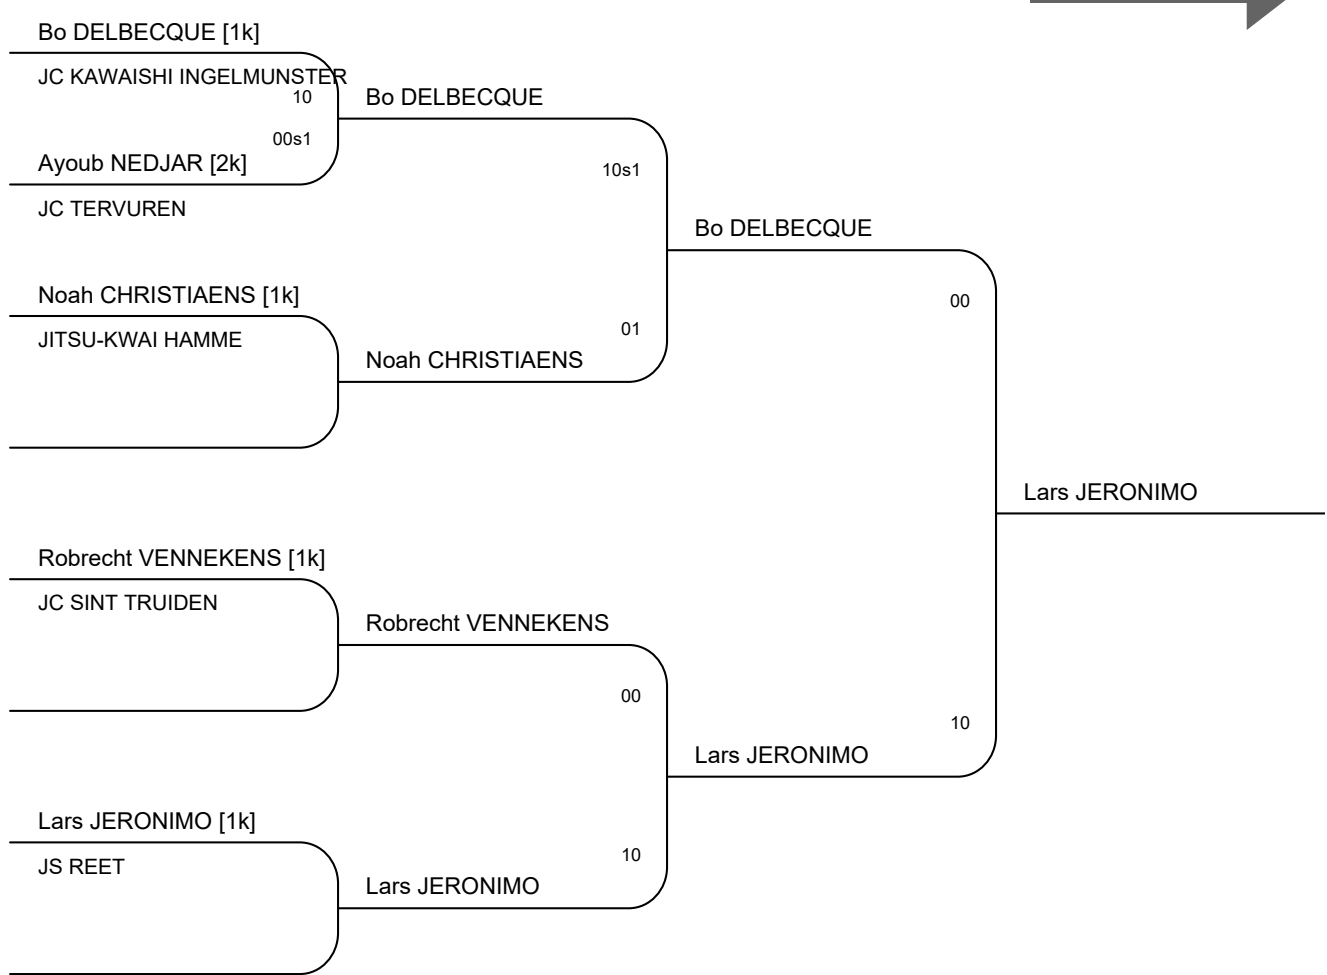 Bo DELBECQUE [1k]
JC KAWAISHI INGELMUNSTER
10
Bo DELBECQUE
00s1
Ayoub NEDJAR [2k]
10s1
JC TERVUREN
Bo DELBECQUE
Noah CHRISTIAENS [1k]
00
JITSU-KWAI HAMME
01
Noah CHRISTIAENS
Lars JERONIMO
Robrecht VENNEKENS [1k]
JC SINT TRUIDEN
Robrecht VENNEKENS
00
10
Lars JERONIMO
Lars JERONIMO [1k]
10
JS REET
Lars JERONIMO